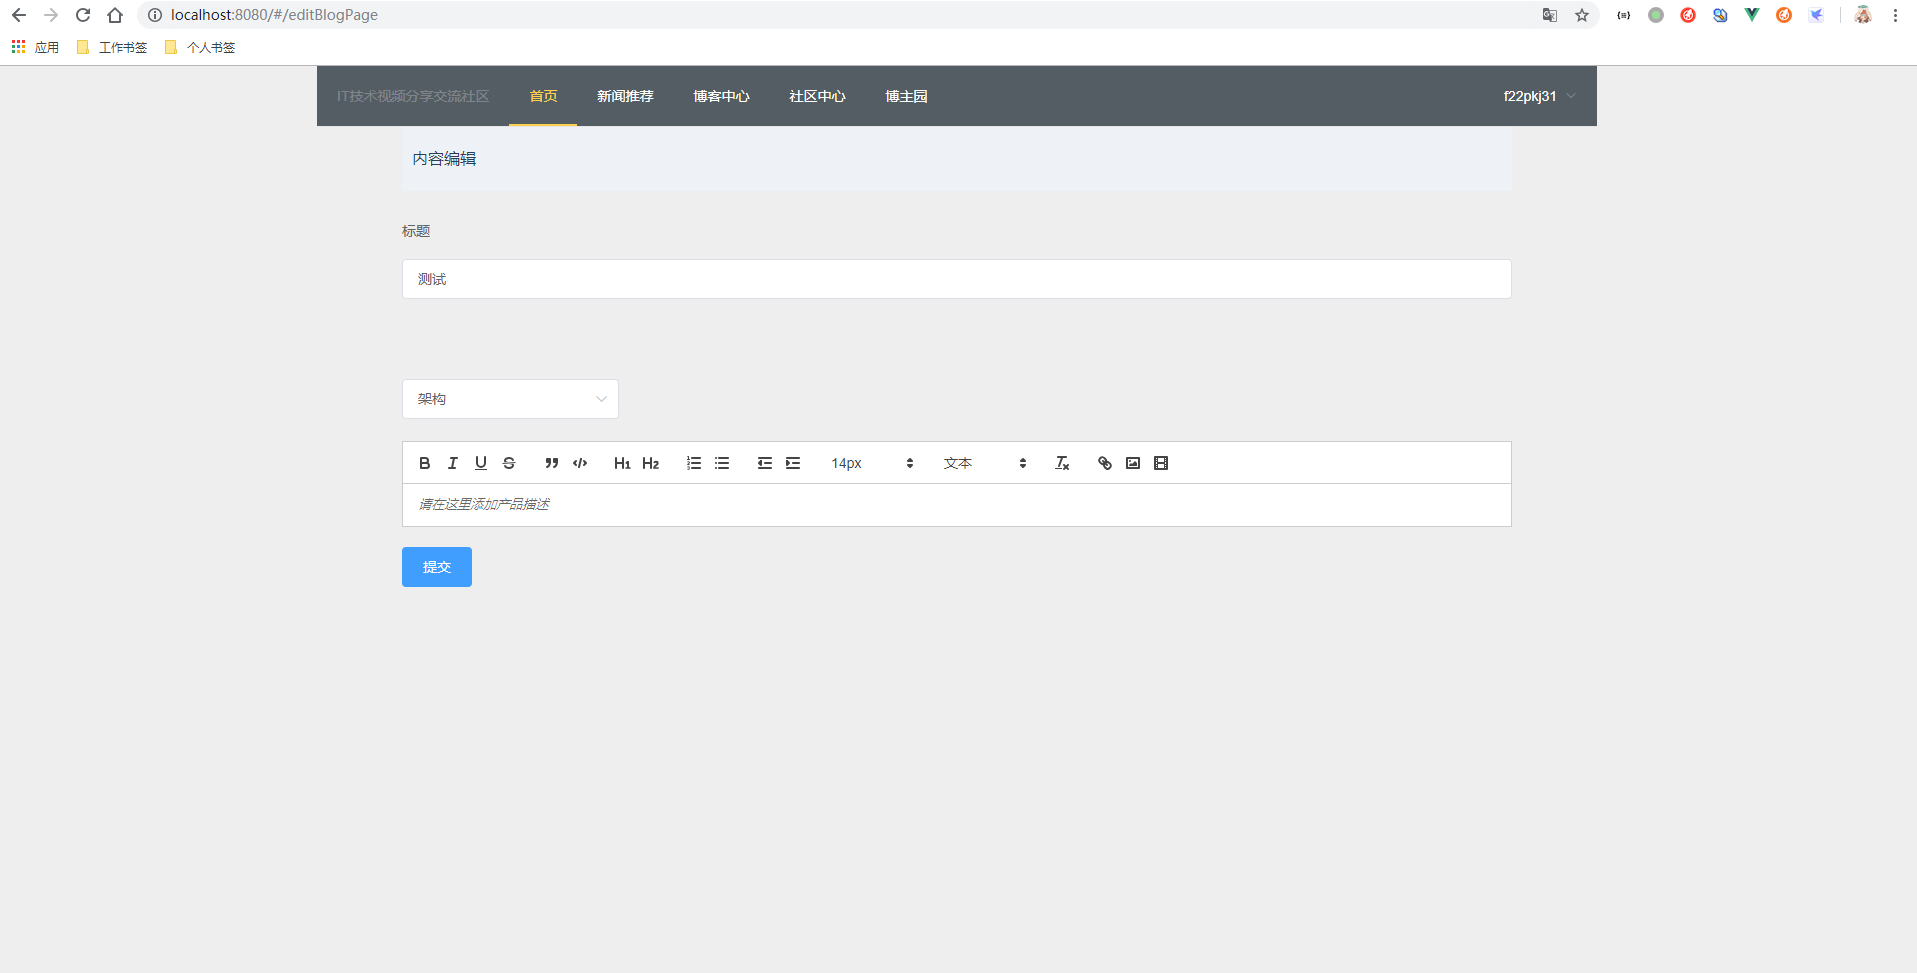 localhost:8080/#/editBlogPage
应用 工作书签 个人书签
IT技术视频分享交流社区 首页 新闻推荐 博客中心 社区中心 博主园 f22pkj31
内容编辑
标题
测试
架构
B I U S H1 H2 14px 文本
请在这里添加产品描述
提交